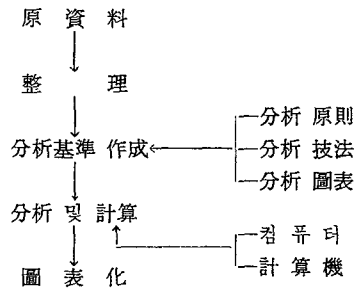 原資料
整理
分析基準 作成
分析 原則
分析 技法
分析 圖表
分析 및 計算
컴퓨터
計算機
圖表化